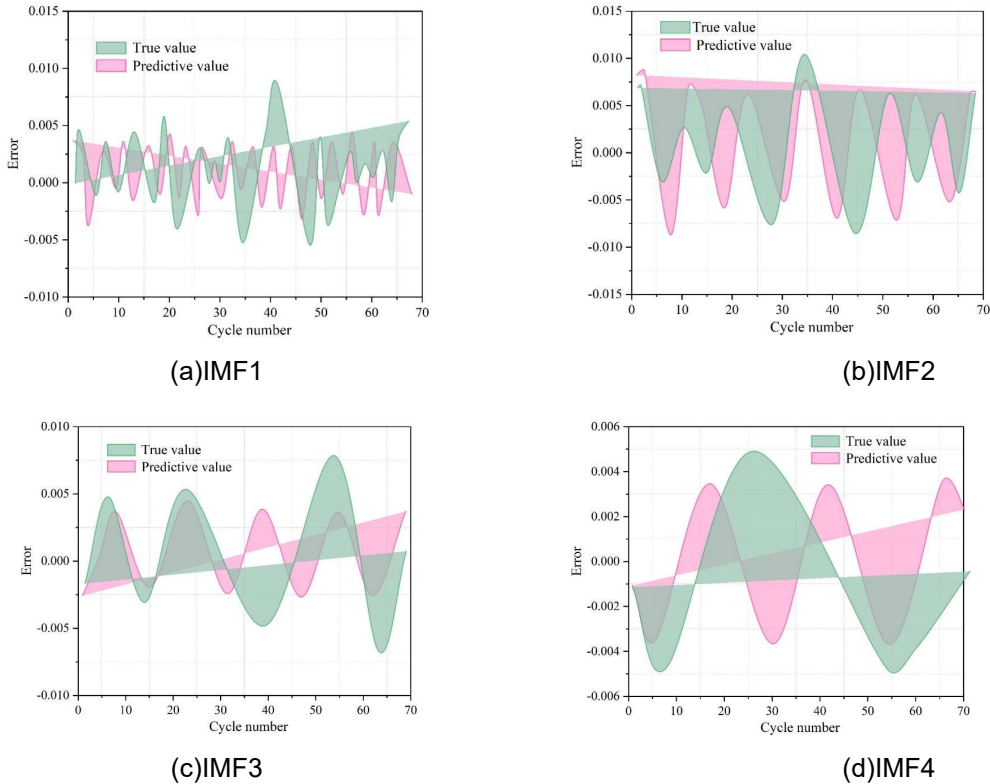 0.015
0.010
0.005
0.000
-0.005
-0.010
Error
True value
Predictive value
0 10 20 30 40 50 60 70
Cycle number
(a)IMF1
0.015
0.010
0.005
0.000
-0.005
-0.010
-0.015
Error
True value
Predictive value
0 10 20 30 40 50 60 70
Cycle number
(b)IMF2
0.010
0.005
0.000
-0.005
-0.010
Error
True value
Predictive value
0 10 20 30 40 50 60 70
Cycle number
(c)IMF3
0.006
0.004
0.002
0.000
-0.002
-0.004
-0.006
Error
True value
Predictive value
0 10 20 30 40 50 60 70
Cycle number
(d)IMF4